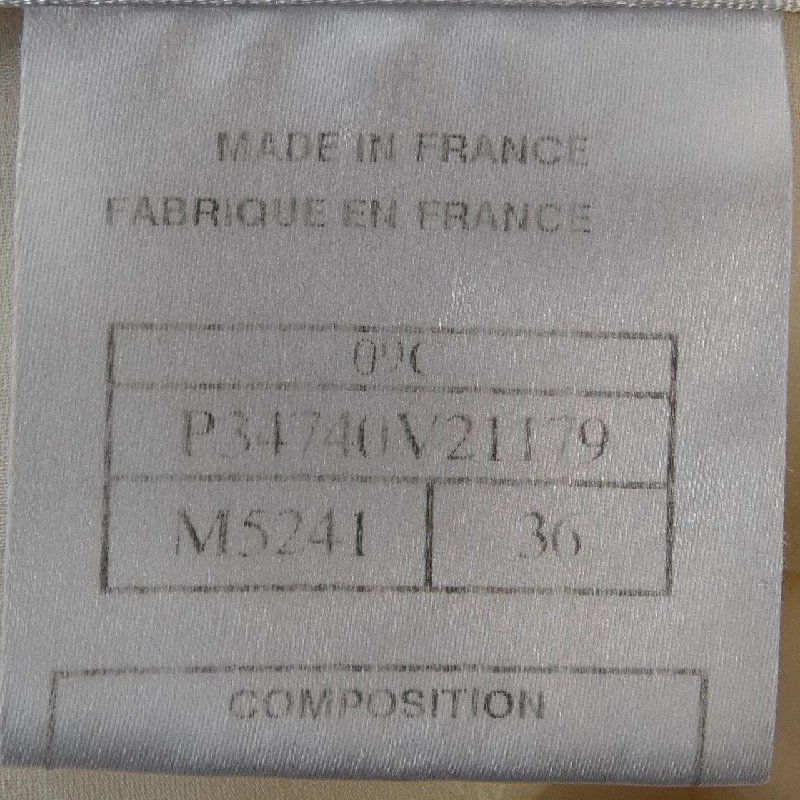 MADE IN FRANCE
FABRIQUE EN FRANCE
09C
P34740V21179
M5241 36
COMPOSITION